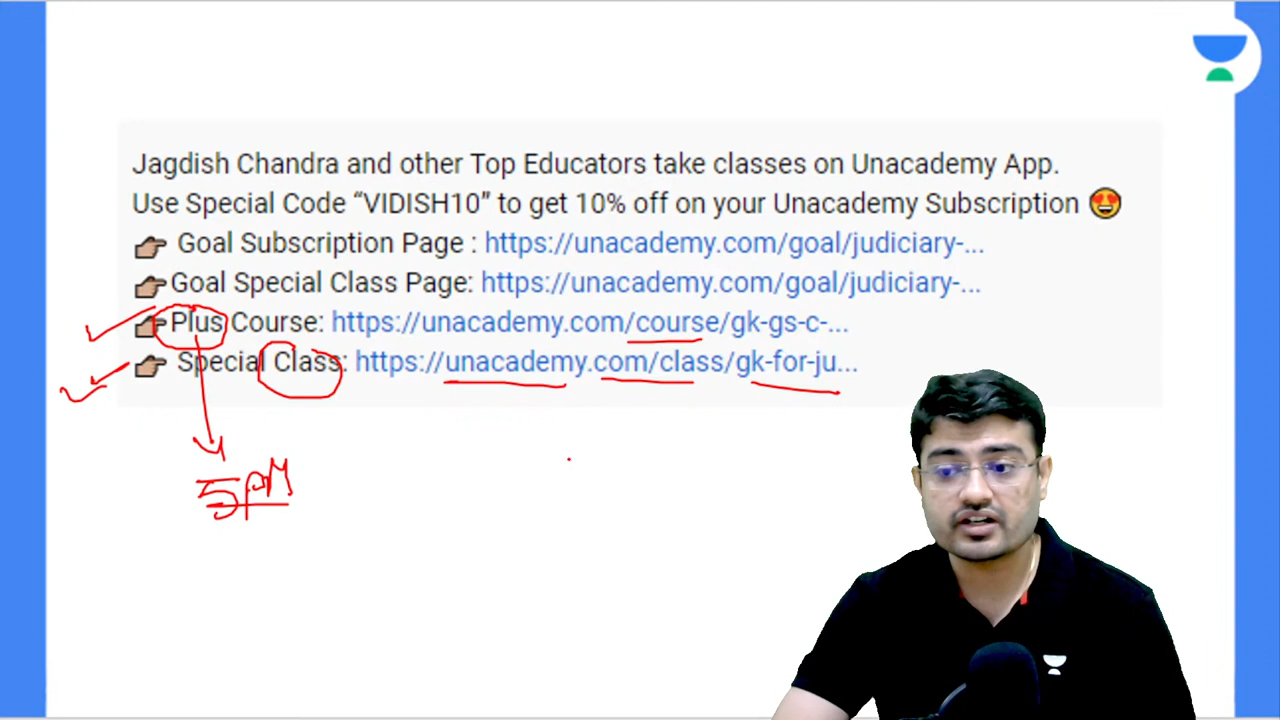 Jagdish Chandra and other Top Educators take classes on Unacademy App.
Use Special Code “VIDISH10” to get 10% off on your Unacademy Subscription 😍
👉 Goal Subscription Page : https://unacademy.com/goal/judiciary-...
👉 Goal Special Class Page: https://unacademy.com/goal/judiciary-...
👉 Plus Course: https://unacademy.com/course/gk-gs-c-...
👉 Special Class: https://unacademy.com/class/gk-for-ju...
5 pM